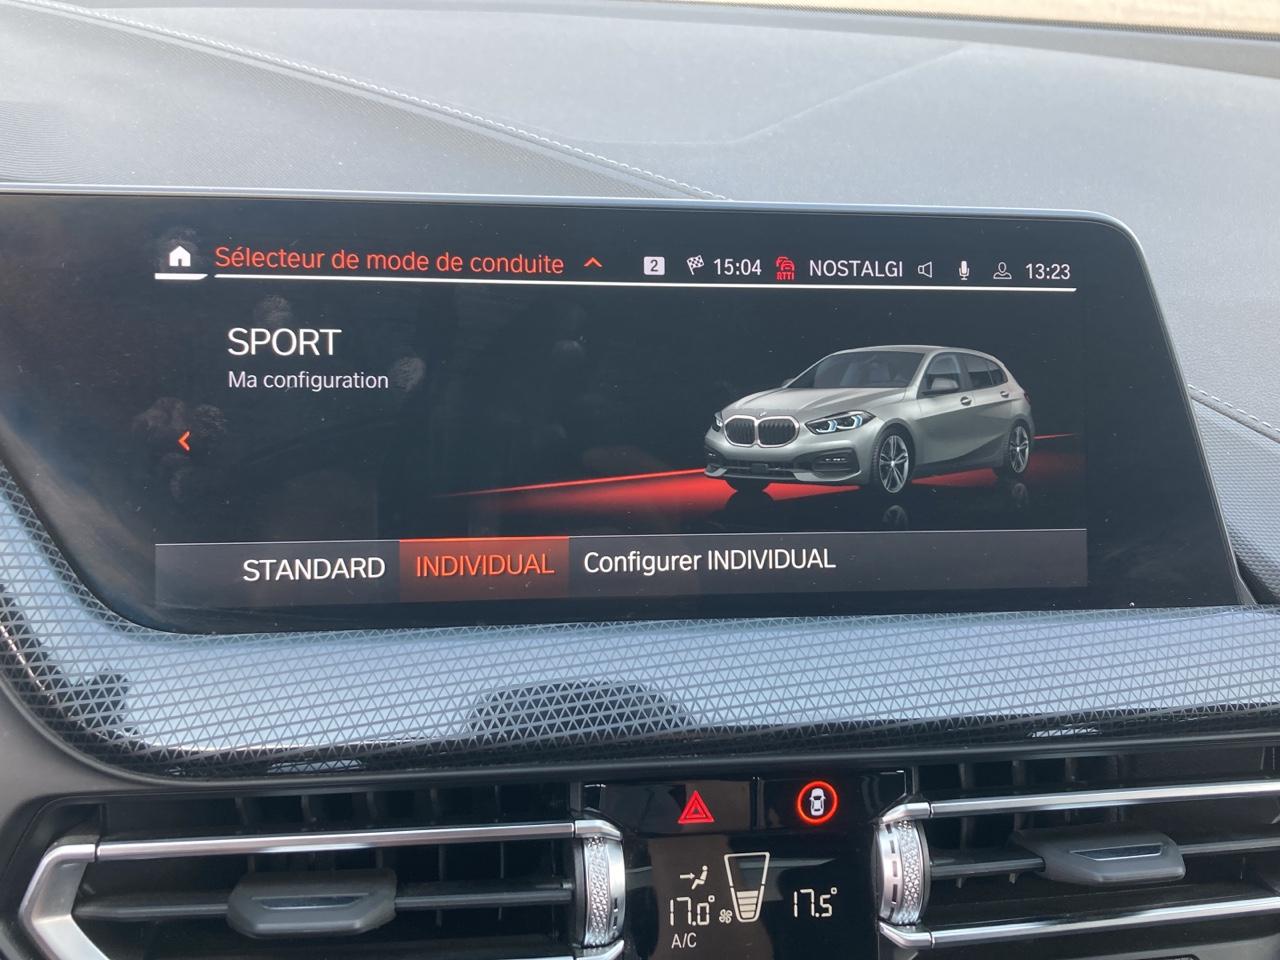 Sélecteur de mode de conduite 2 15:04 RTTI NOSTALGI 13:23
SPORT
Ma configuration
STANDARD INDIVIDUAL Configurer INDIVIDUAL
17.0° 17.5°
A/C